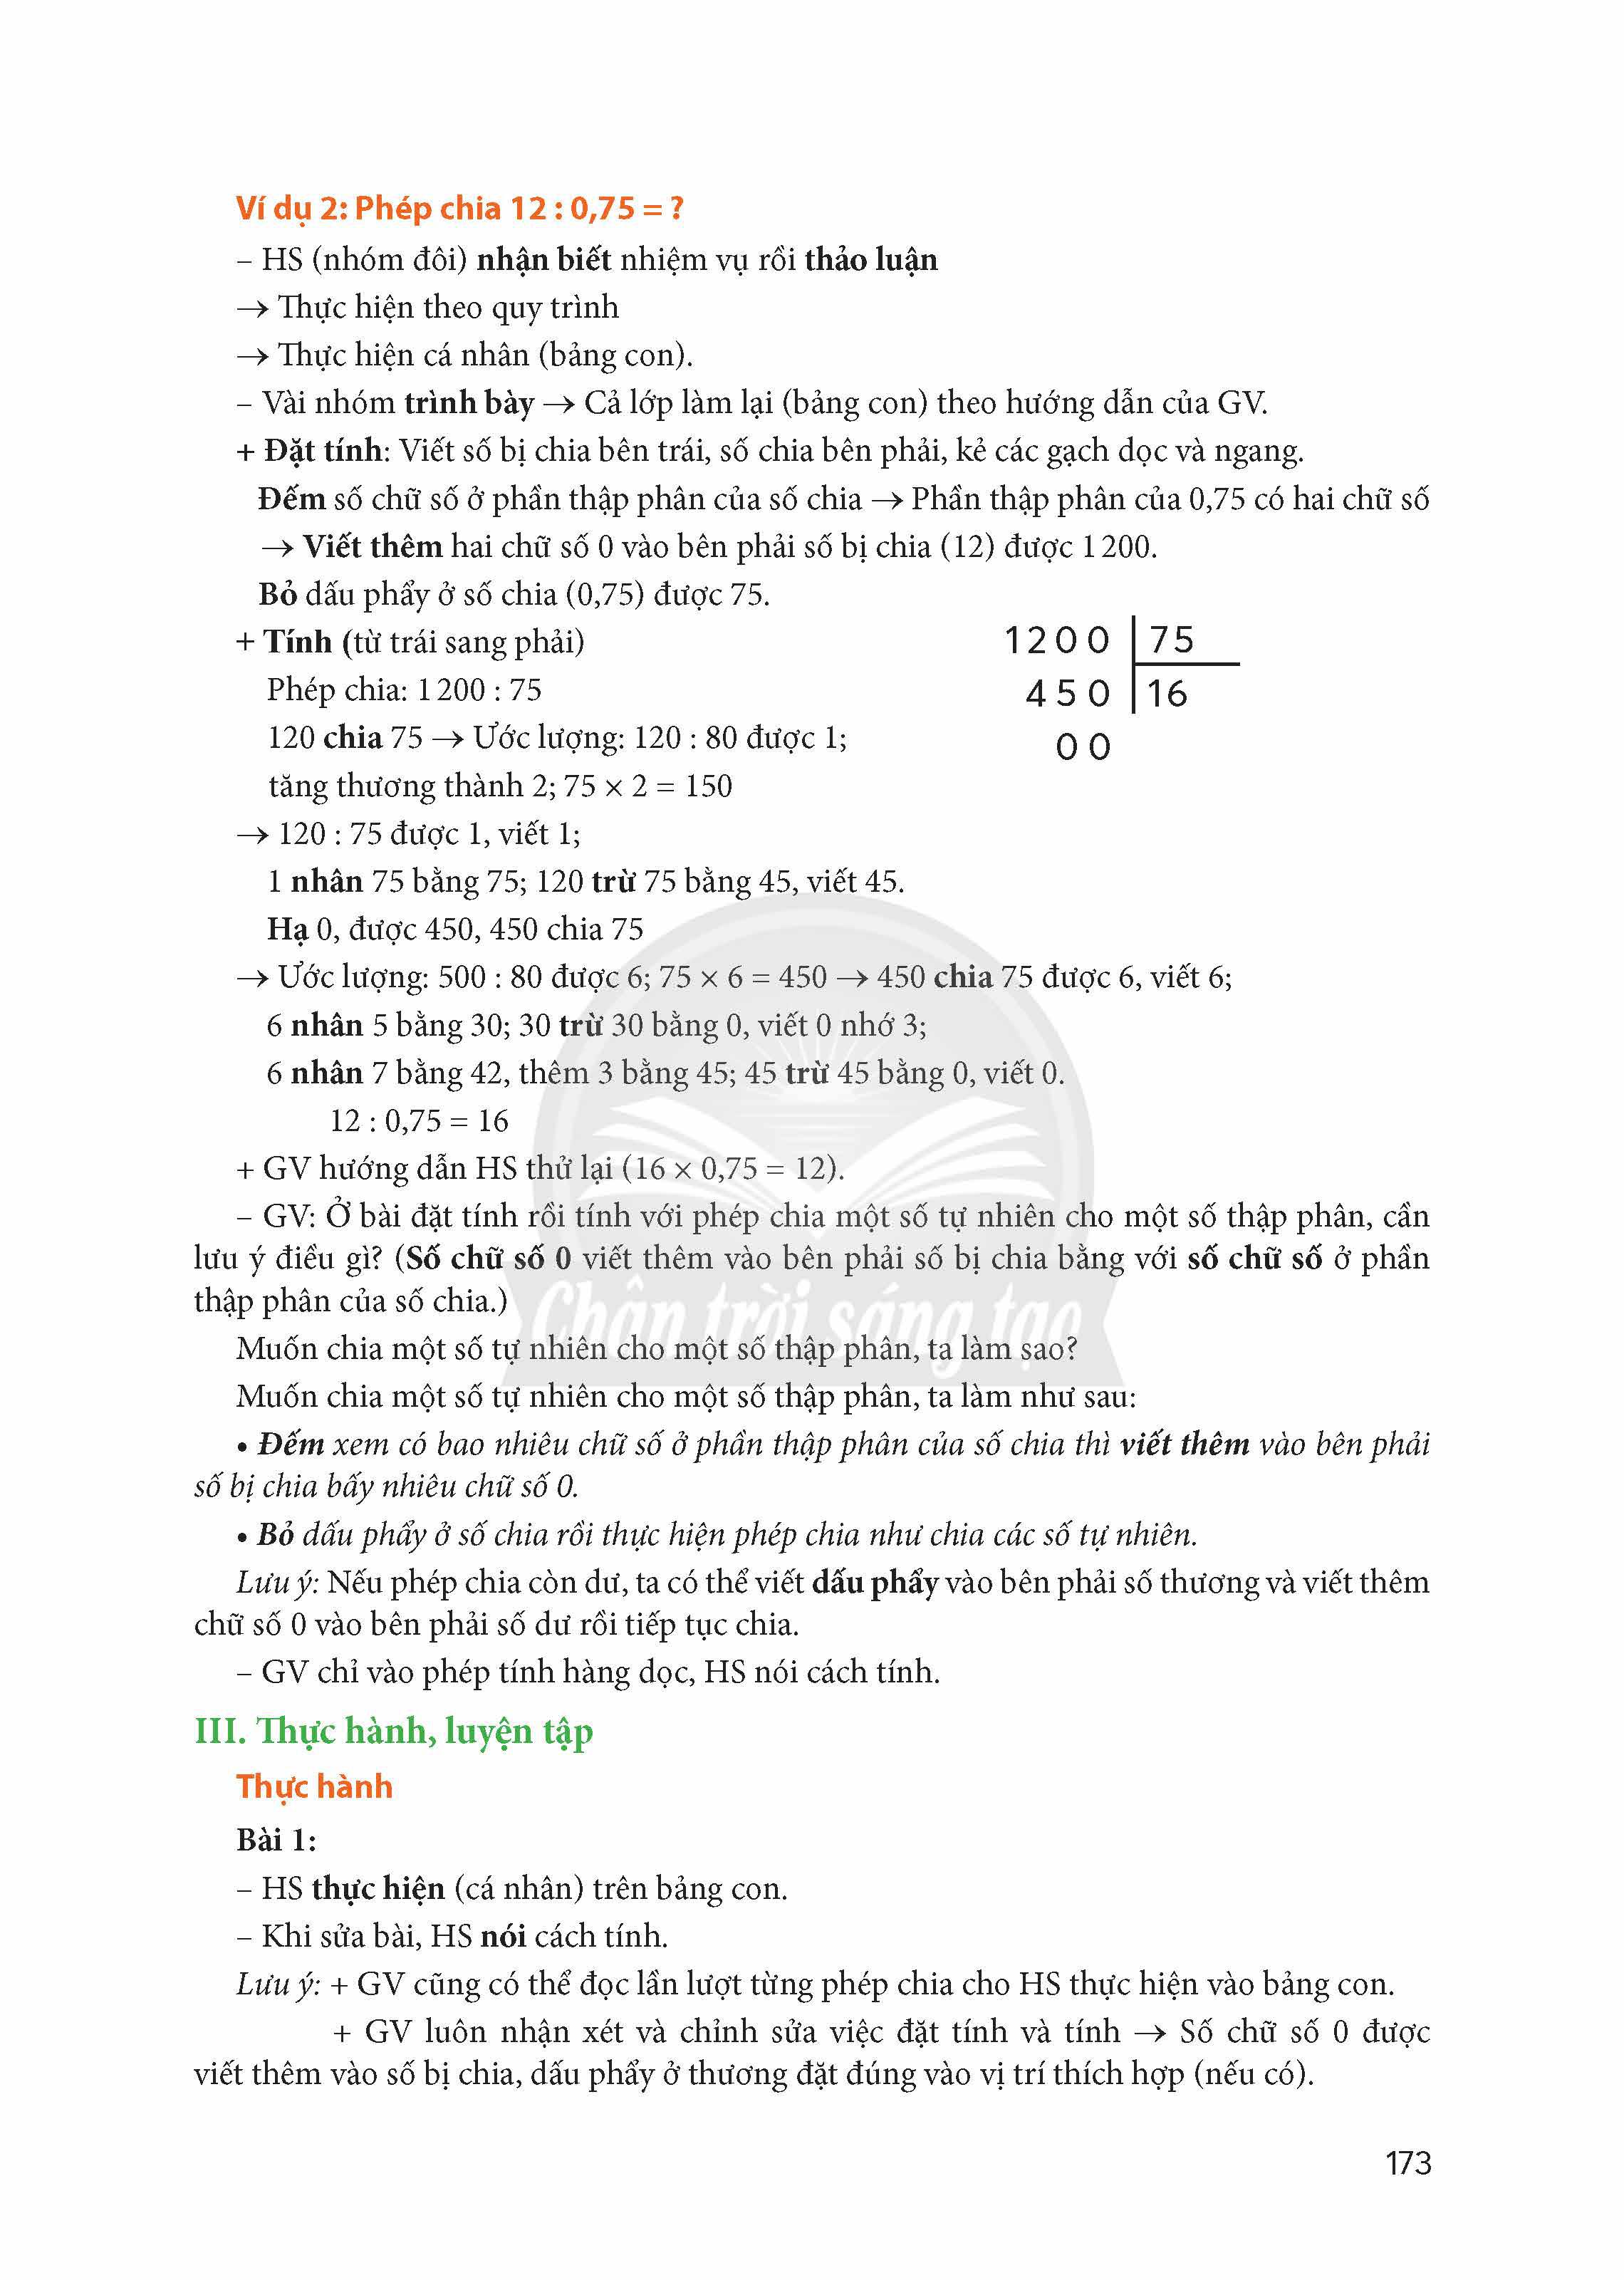 Ví dụ 2: Phép chia 12 : 0,75 = ?
– HS (nhóm đôi) nhận biết nhiệm vụ rồi thảo luận
→ Thực hiện theo quy trình
→ Thực hiện cá nhân (bảng con).
– Vài nhóm trình bày → Cả lớp làm lại (bảng con) theo hướng dẫn của GV.
+ Đặt tính: Viết số bị chia bên trái, số chia bên phải, kẻ các gạch dọc và ngang.
Đếm số chữ số ở phần thập phân của số chia → Phần thập phân của 0,75 có hai chữ số
→ Viết thêm hai chữ số 0 vào bên phải số bị chia (12) được 1 200.
Bỏ dấu phẩy ở số chia (0,75) được 75.
+ Tính (từ trái sang phải)
Phép chia: 1 200 : 75
120 chia 75 → Ước lượng: 120 : 80 được 1;
tăng thương thành 2; 75 × 2 = 150
1200 75
450 16
00
→ 120 : 75 được 1, viết 1;
1 nhân 75 bằng 75; 120 trừ 75 bằng 45, viết 45.
Hạ 0, được 450, 450 chia 75
→ Ước lượng: 500 : 80 được 6; 75 × 6 = 450 → 450 chia 75 được 6, viết 6;
6 nhân 5 bằng 30; 30 trừ 30 bằng 0, viết 0 nhớ 3;
6 nhân 7 bằng 42, thêm 3 bằng 45; 45 trừ 45 bằng 0, viết 0.
12 : 0,75 = 16
+ GV hướng dẫn HS thử lại (16 × 0,75 = 12).
– GV: Ở bài đặt tính rồi tính với phép chia một số tự nhiên cho một số thập phân, cần
lưu ý điều gì? (Số chữ số 0 viết thêm vào bên phải số bị chia bằng với số chữ số ở phần
thập phân của số chia.)
Chân trời sáng tạo
Muốn chia một số tự nhiên cho một số thập phân, ta làm sao?
Muốn chia một số tự nhiên cho một số thập phân, ta làm như sau:
• Đếm xem có bao nhiêu chữ số ở phần thập phân của số chia thì viết thêm vào bên phải
số bị chia bấy nhiêu chữ số 0.
• Bỏ dấu phẩy ở số chia rồi thực hiện phép chia như chia các số tự nhiên.
Lưu ý: Nếu phép chia còn dư, ta có thể viết dấu phẩy vào bên phải số thương và viết thêm
chữ số 0 vào bên phải số dư rồi tiếp tục chia.
– GV chỉ vào phép tính hàng dọc, HS nói cách tính.
III. Thực hành, luyện tập
Thực hành
Bài 1:
– HS thực hiện (cá nhân) trên bảng con.
– Khi sửa bài, HS nói cách tính.
Lưu ý: + GV cũng có thể đọc lần lượt từng phép chia cho HS thực hiện vào bảng con.
+ GV luôn nhận xét và chỉnh sửa việc đặt tính và tính → Số chữ số 0 được
viết thêm vào số bị chia, dấu phẩy ở thương đặt đúng vào vị trí thích hợp (nếu có).
173